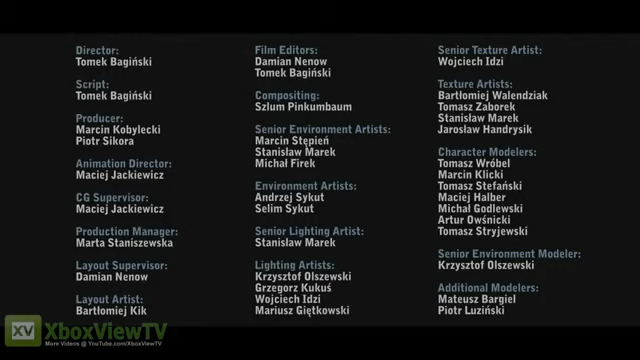 Director:
Tomek Bagiński
Script:
Tomek Bagiński
Producer:
Marcin Kobylecki
Piotr Sikora
Animation Director:
Maciej Jackiewicz
CG Supervisor:
Maciej Jackiewicz
Production Manager:
Marta Staniszewska
Layout Supervisor:
Damian Nenow
Layout Artist:
Bartłomiej Kik
Film Editors:
Damian Nenow
Tomek Bagiński
Compositing:
Szlum Pinkumbaum
Senior Environment Artists:
Marcin Stępień
Stanisław Marek
Michał Firek
Environment Artists:
Andrzej Sykut
Selim Sykut
Senior Lighting Artist:
Stanisław Marek
Lighting Artists:
Krzysztof Olszewski
Grzegorz Kukuś
Wojciech Idzi
Mariusz Giętkowski
Senior Texture Artist:
Wojciech Idzi
Texture Artists:
Bartłomiej Walendziak
Tomasz Zaborek
Stanisław Marek
Jarosław Handrysik
Character Modelers:
Tomasz Wróbel
Marcin Klicki
Tomasz Stefański
Maciej Halber
Michał Godlewski
Artur Owśnicki
Tomasz Stryjewski
Senior Environment Modeler:
Krzysztof Olszewski
Additional Modelers:
Mateusz Bargiel
Piotr Luziński
XV XboxViewTV
More Videos @ YouTube.com/XboxViewTV